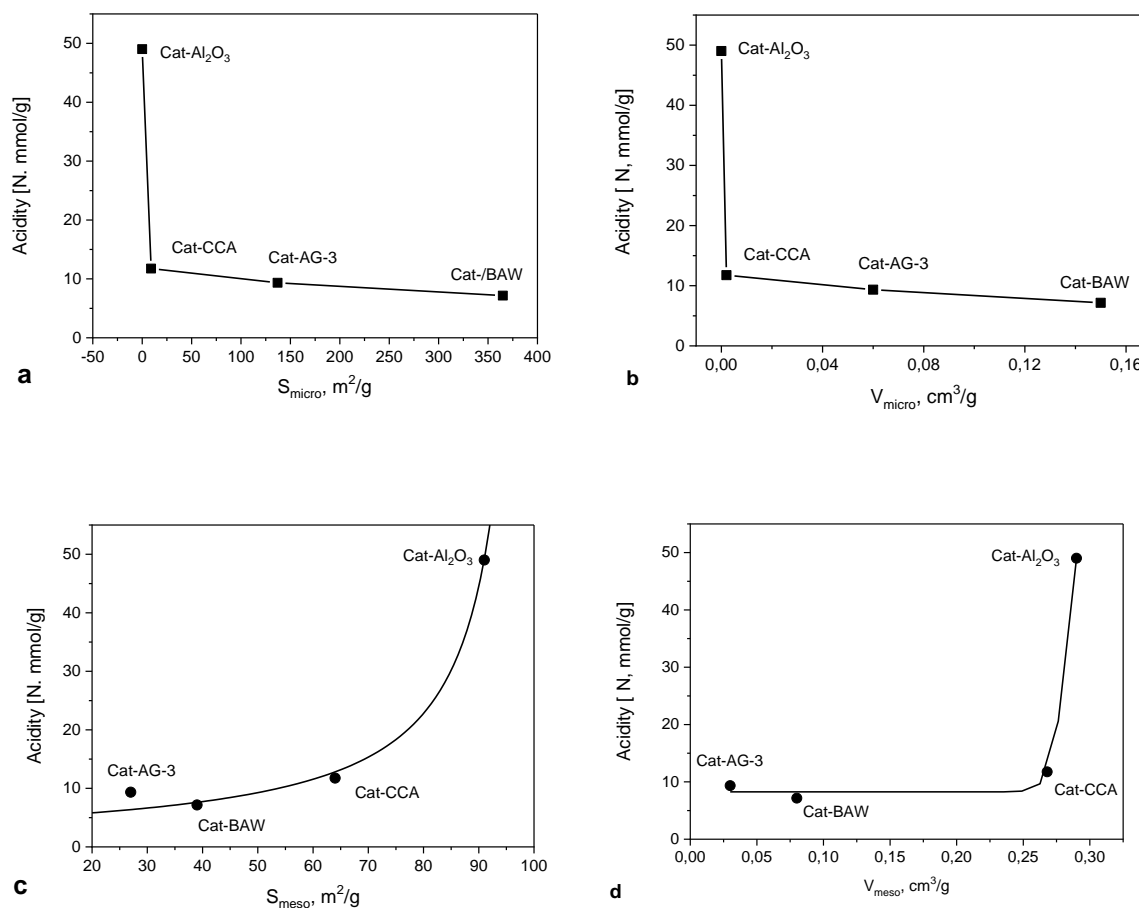 50
40
30
20
10
0
Acidity [N. mmol/g]
Cat-Al₂O₃
Cat-CCA
Cat-AG-3
Cat-/BAW
-50 0 50 100 150 200 250 300 350 400
S_micro, m²/g
a
50
40
30
20
10
0
Acidity [ N, mmol/g]
Cat-Al₂O₃
Cat-CCA
Cat-AG-3
Cat-BAW
0,00 0,04 0,08 0,12 0,16
V_micro, cm³/g
b
50
40
30
20
10
0
Acidity [N. mmol/g]
Cat-Al₂O₃
Cat-AG-3
Cat-BAW
Cat-CCA
20 30 40 50 60 70 80 90 100
S_meso, m²/g
c
50
40
30
20
10
0
Acidity [ N, mmol/g]
Cat-Al₂O₃
Cat-AG-3
Cat-BAW
Cat-CCA
0,00 0,05 0,10 0,15 0,20 0,25 0,30
V_meso, cm³/g
d